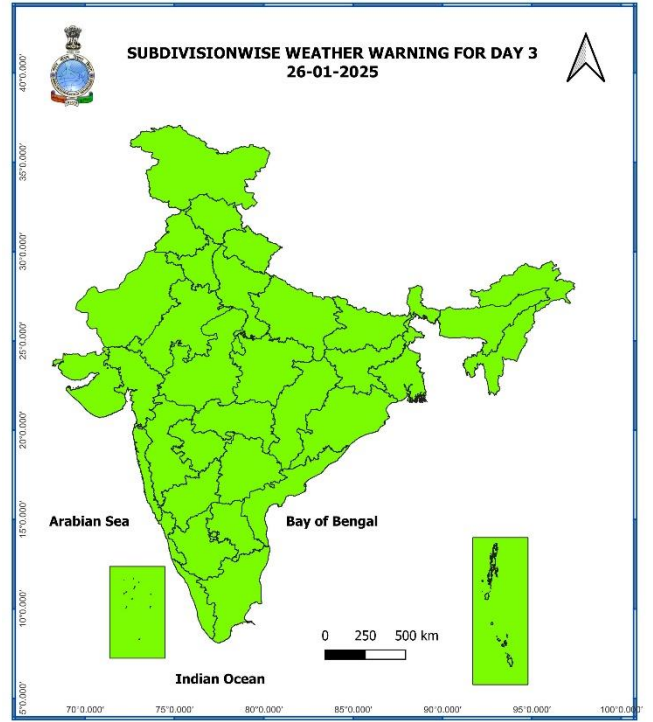 SUBDIVISIONWISE WEATHER WARNING FOR DAY 3
26-01-2025
40°0.000'
35°0.000'
30°0.000'
25°0.000'
20°0.000'
15°0.000'
10°0.000'
5°0.000'
Arabian Sea
Bay of Bengal
0 250 500 km
Indian Ocean
70°0.000' 75°0.000' 80°0.000' 85°0.000' 90°0.000' 95°0.000' 100°0.000'